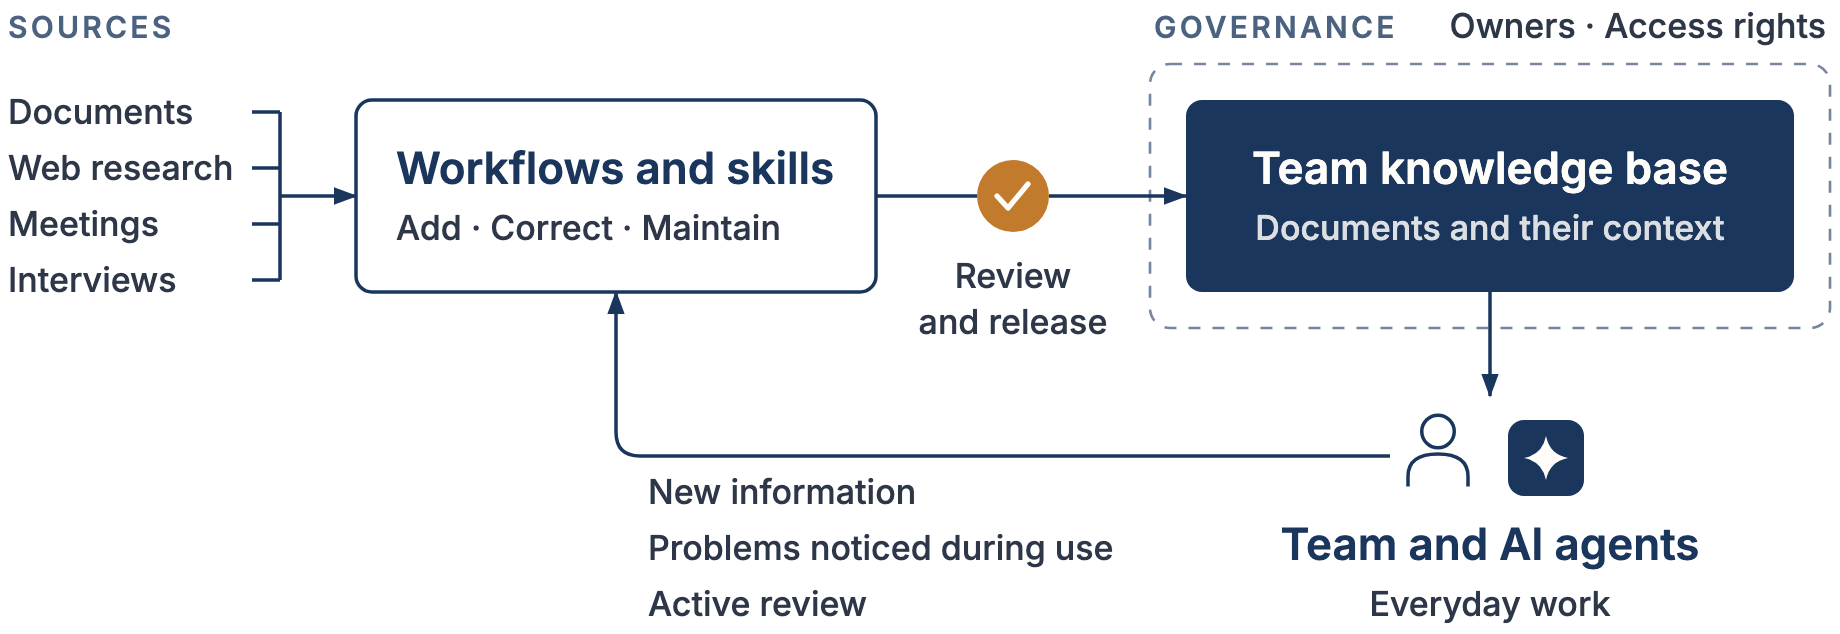 SOURCES
Documents
Web research
Meetings
Interviews
Workflows and skills
Add · Correct · Maintain
Review
and release
GOVERNANCE
Owners · Access rights
Team knowledge base
Documents and their context
New information
Problems noticed during use
Active review
Team and AI agents
Everyday work